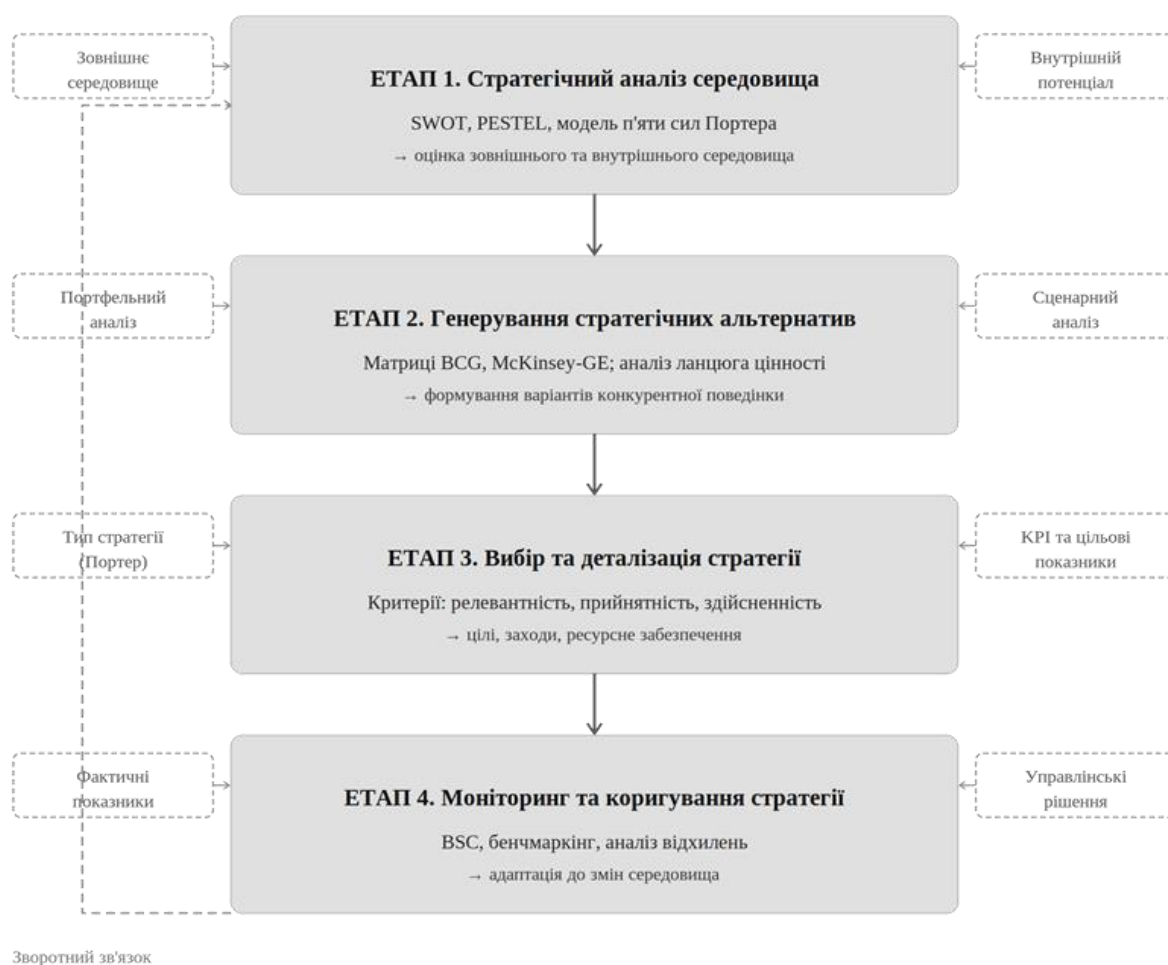 Зовнішнє
середовище
ЕТАП 1. Стратегічний аналіз середовища
SWOT, PESTEL, модель п'яти сил Портера
→ оцінка зовнішнього та внутрішнього середовища
Внутрішній
потенціал
Портфельний
аналіз
ЕТАП 2. Генерування стратегічних альтернатив
Матриці BCG, McKinsey-GE; аналіз ланцюга цінності
→ формування варіантів конкурентної поведінки
Сценарний
аналіз
Тип стратегії
(Портер)
ЕТАП 3. Вибір та деталізація стратегії
Критерії: релевантність, прийнятність, здійсненність
→ цілі, заходи, ресурсне забезпечення
KPI та цільові
показники
Фактичні
показники
ЕТАП 4. Моніторинг та коригування стратегії
BSC, бенчмаркінг, аналіз відхилень
→ адаптація до змін середовища
Управлінські
рішення
Зворотний зв'язок